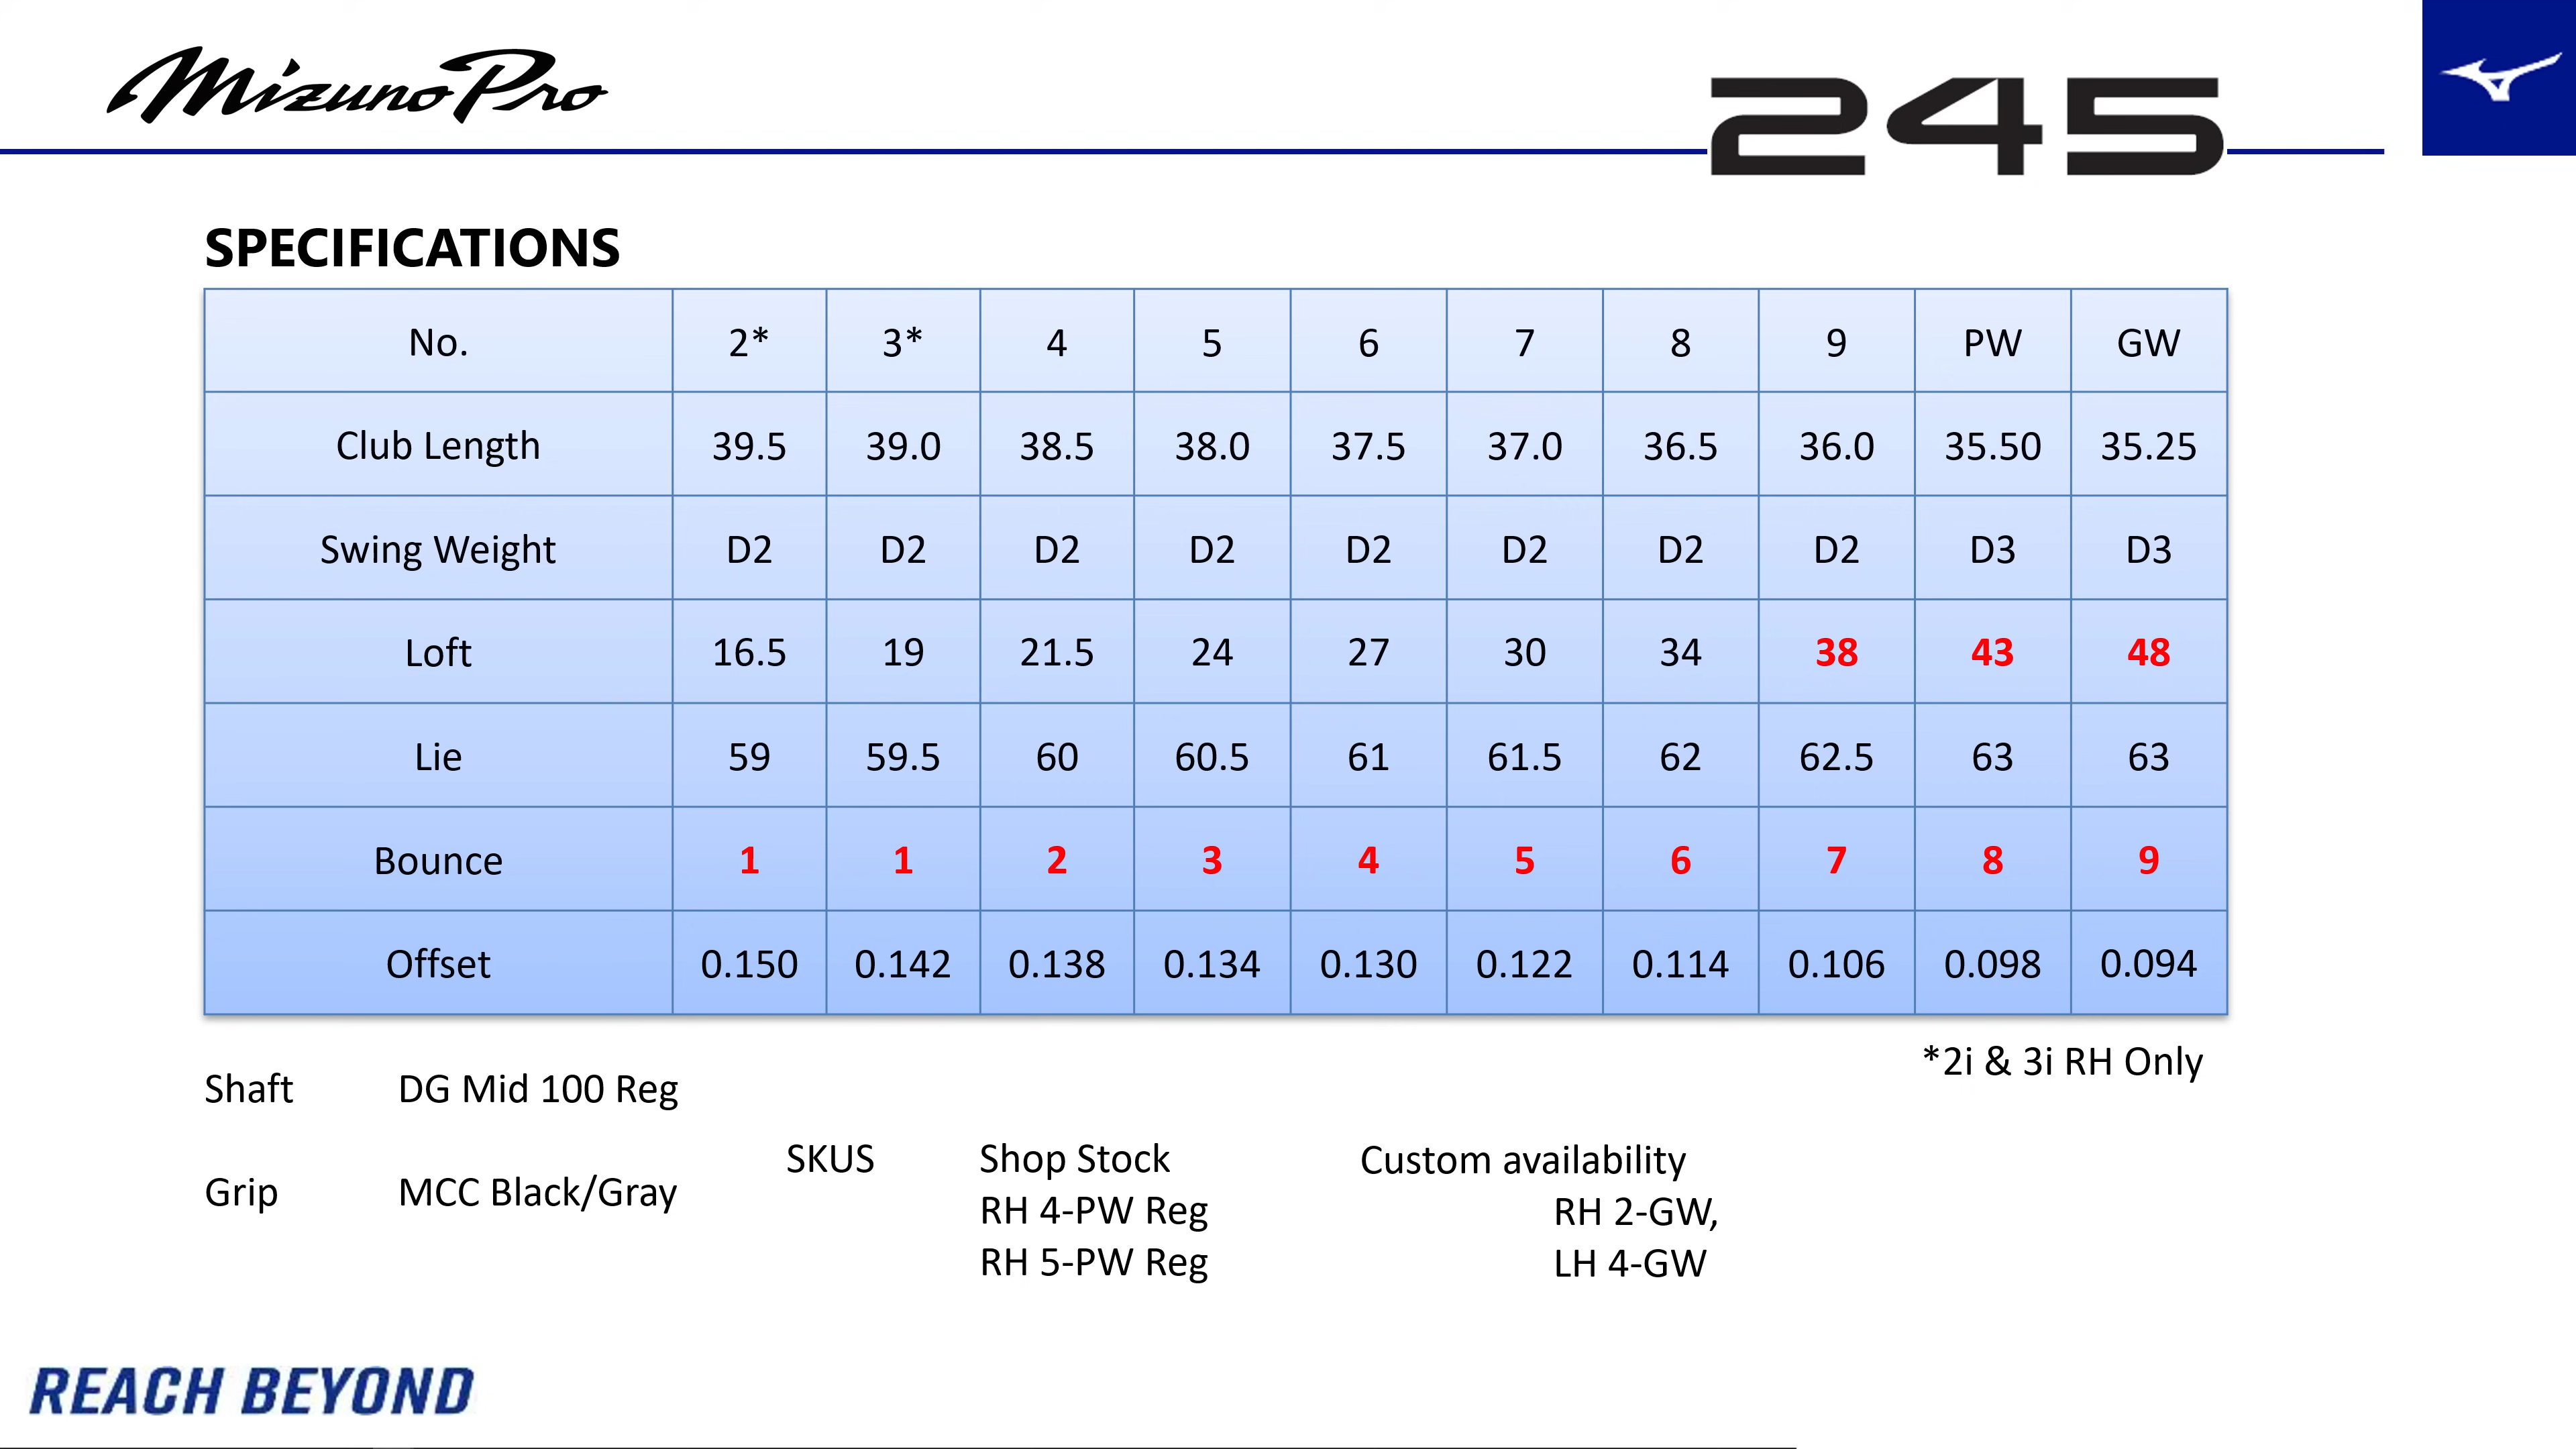 Mizuno Pro 245
SPECIFICATIONS
No. 2* 3* 4 5 6 7 8 9 PW GW
Club Length 39.5 39.0 38.5 38.0 37.5 37.0 36.5 36.0 35.50 35.25
Swing Weight D2 D2 D2 D2 D2 D2 D2 D2 D3 D3
Loft 16.5 19 21.5 24 27 30 34 38 43 48
Lie 59 59.5 60 60.5 61 61.5 62 62.5 63 63
Bounce 1 1 2 3 4 5 6 7 8 9
Offset 0.150 0.142 0.138 0.134 0.130 0.122 0.114 0.106 0.098 0.094
*2i & 3i RH Only
Shaft DG Mid 100 Reg
Grip MCC Black/Gray
SKUS Shop Stock
RH 4-PW Reg
RH 5-PW Reg
Custom availability
RH 2-GW,
LH 4-GW
REACH BEYOND